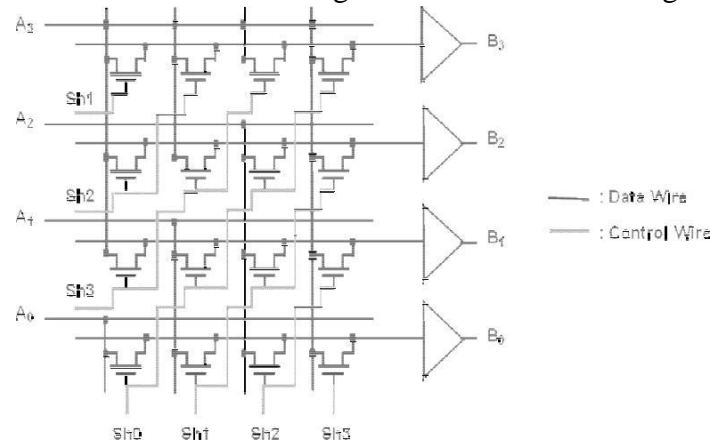 A3
B3
Sh1
A2
B2
Sh2
: Data Wire
A1
B1
: Control Wire
Sh3
A0
B0
Sh0 Sh1 Sh2 Sh3